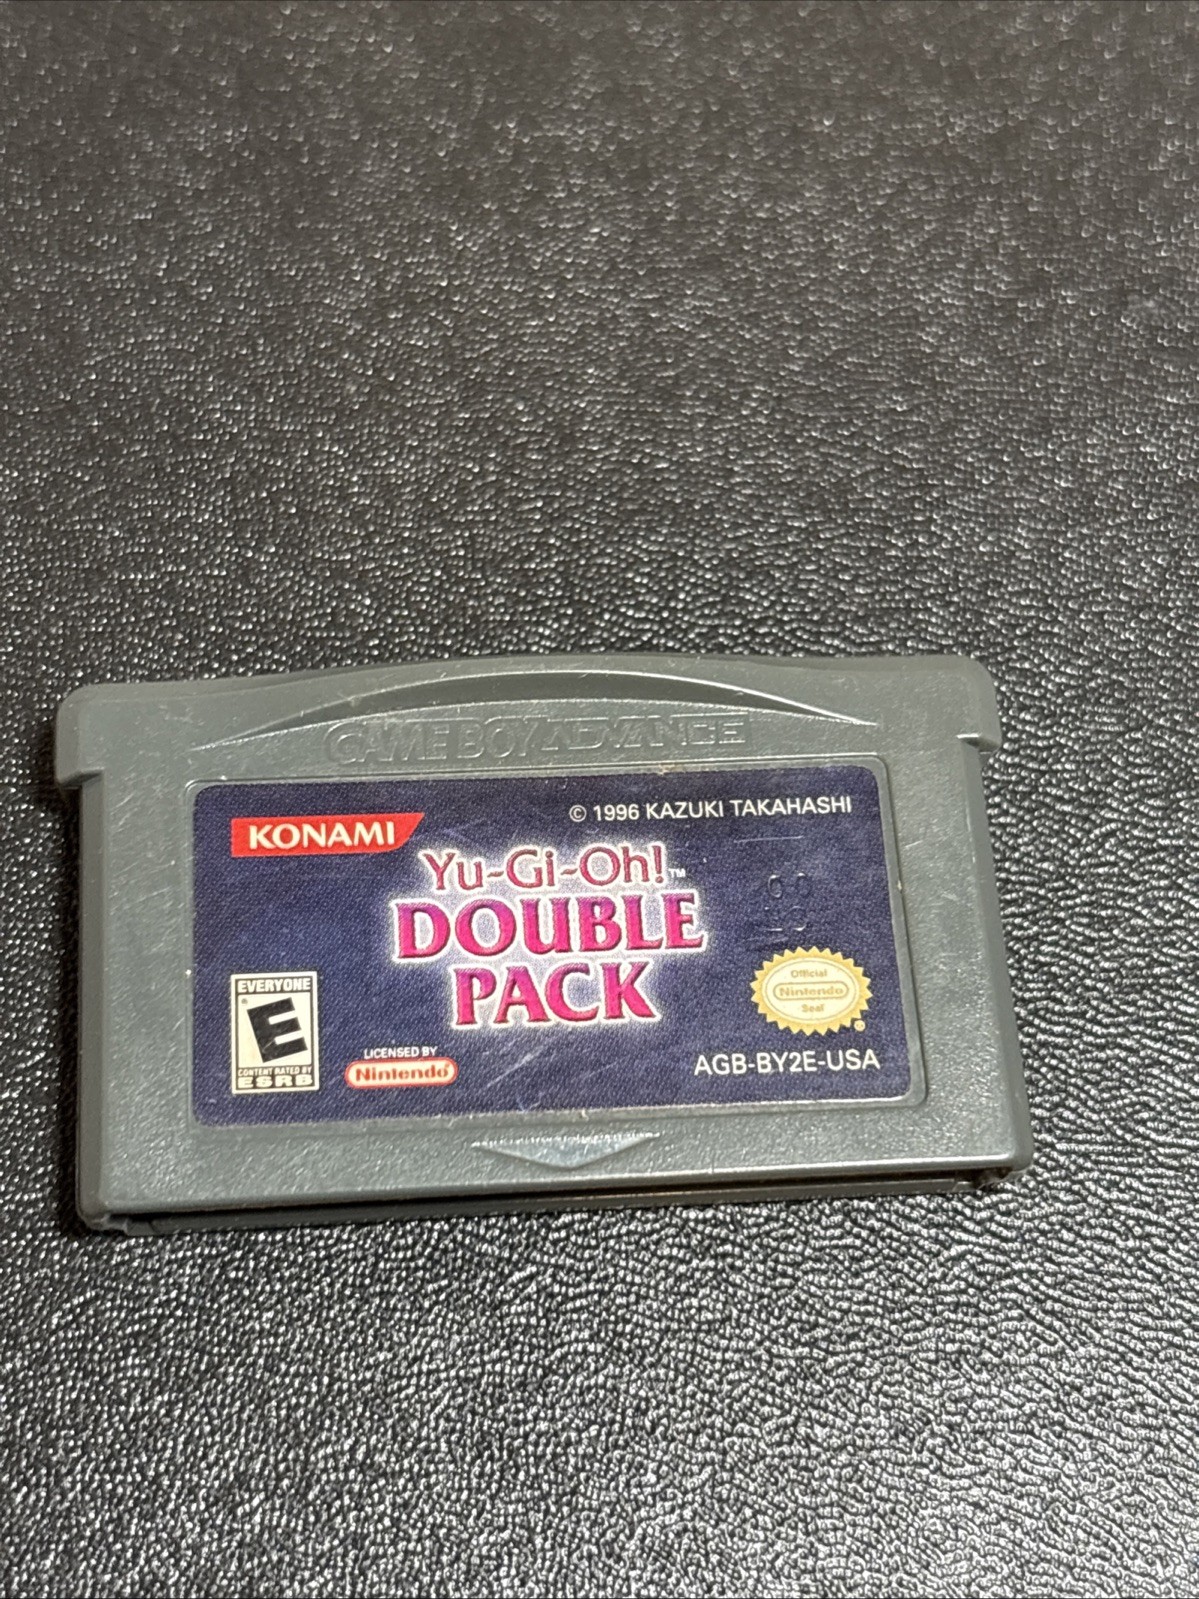 GAME BOY ADVANCE
© 1996 KAZUKI TAKAHASHI
KONAMI
Yu-Gi-Oh!™
DOUBLE
PACK
EVERYONE
E
CONTENT RATED BY
ESRB
LICENSED BY
Nintendo®
Official
Nintendo
Seal
AGB-BY2E-USA